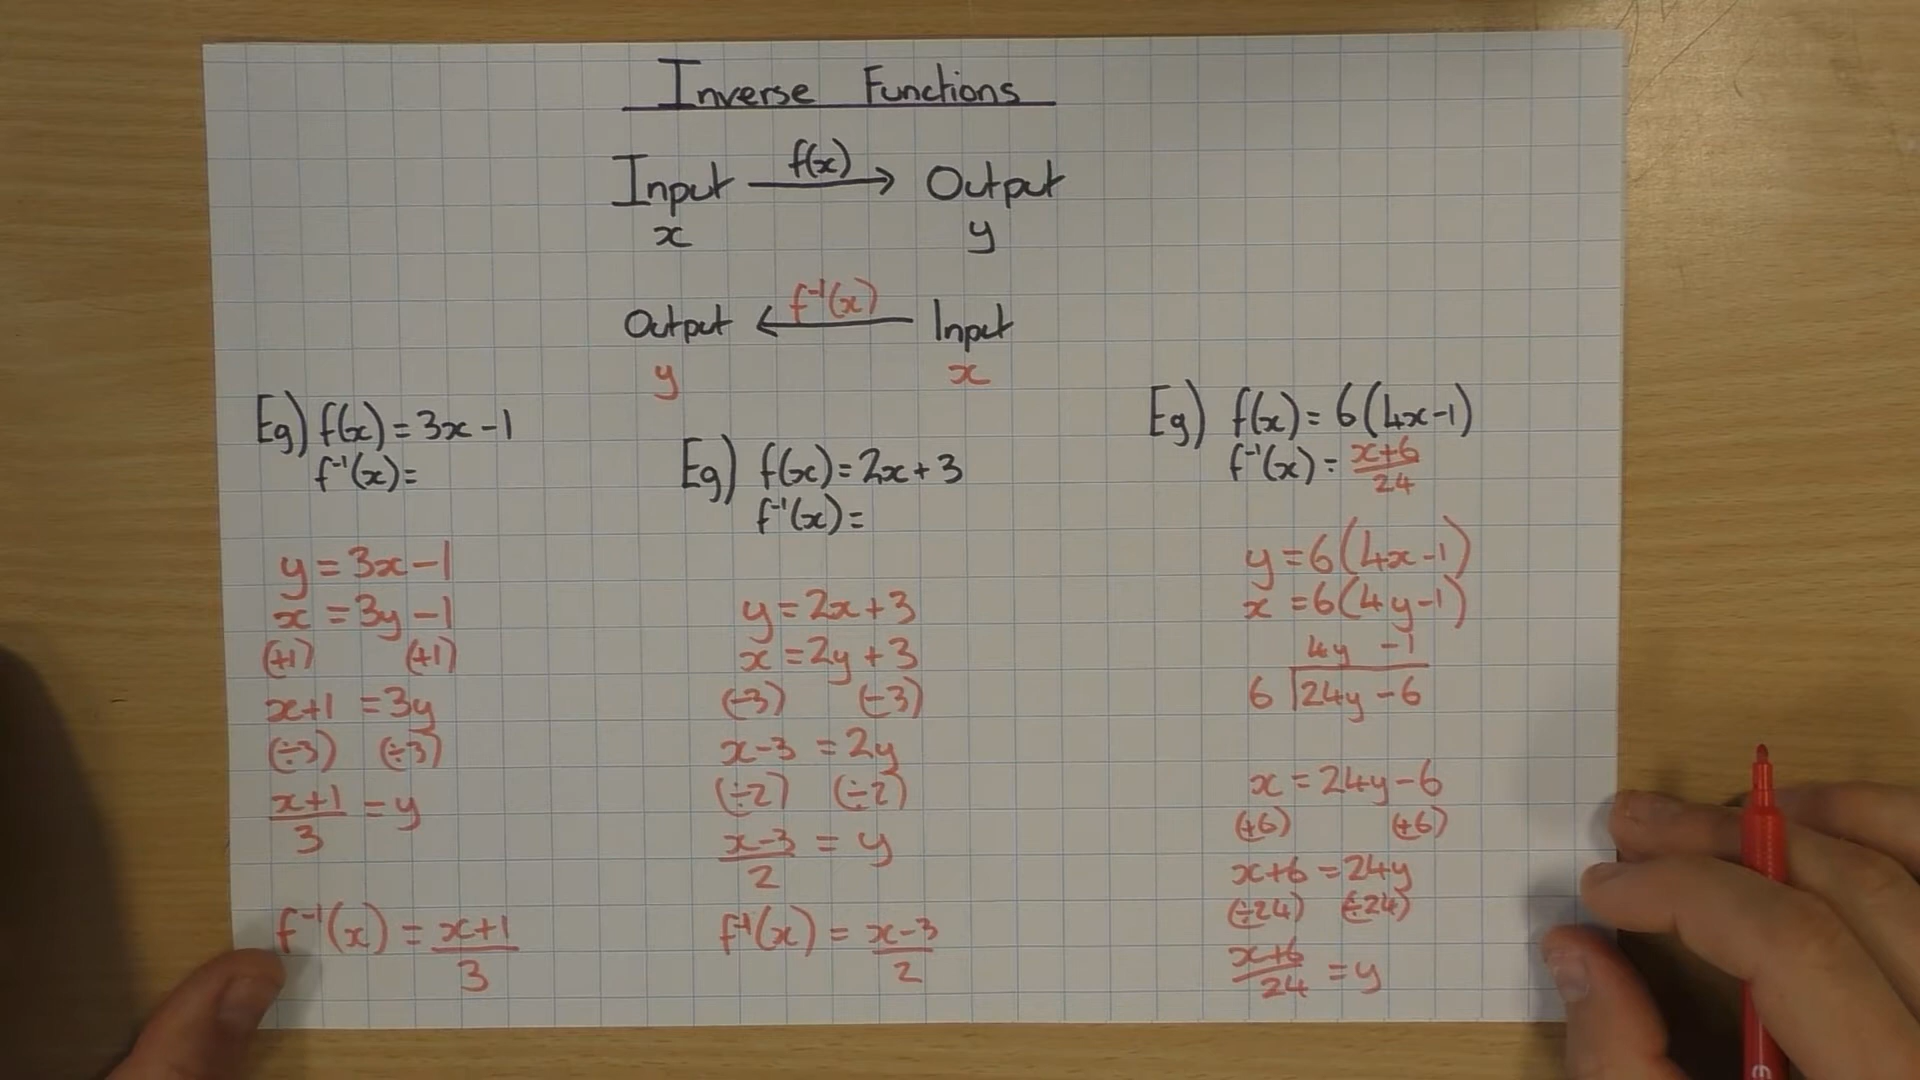 Inverse Functions
f(x)
Input → Output
x y
f⁻¹(x)
Output ← Input
y x
Eg) f(x) = 3x - 1
f⁻¹(x) =
y = 3x - 1
x = 3y - 1
(+1) (+1)
x+1 = 3y
(÷3) (÷3)
x+1/3 = y
f⁻¹(x) = x+1/3
Eg) f(x) = 2x + 3
f⁻¹(x) =
y = 2x + 3
x = 2y + 3
(-3) (-3)
x - 3 = 2y
(÷2) (÷2)
x-3/2 = y
f⁻¹(x) = x-3/2
Eg) f(x) = 6(4x-1)
f⁻¹(x) = x+6/24
y = 6(4x-1)
x = 6(4y-1)
4y - 1
6 24y - 6
x = 24y - 6
(+6) (+6)
x+6 = 24y
(÷24) (÷24)
x+6/24 = y